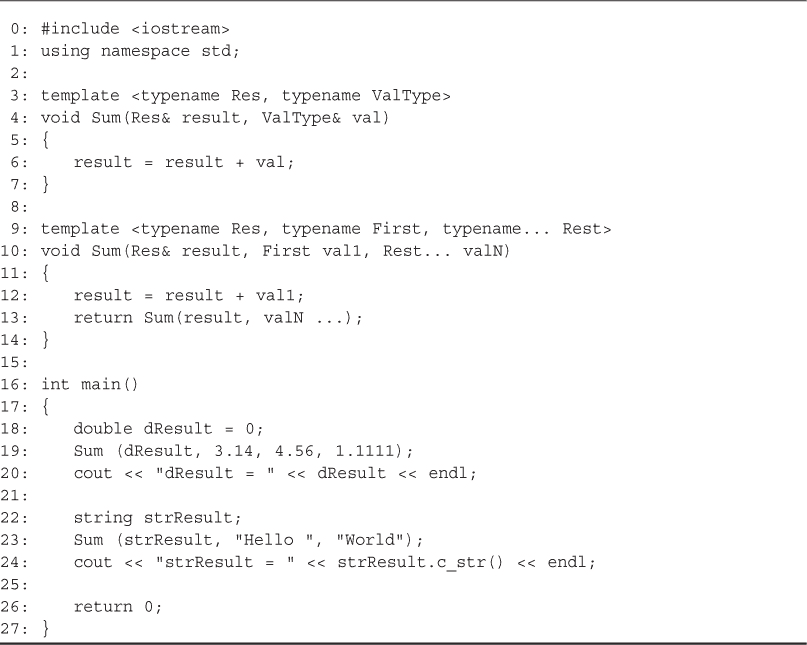 0: #include <iostream>
1: using namespace std;
2:
3: template <typename Res, typename ValType>
4: void Sum(Res& result, ValType& val)
5: {
6:    result = result + val;
7: }
8:
9: template <typename Res, typename First, typename... Rest>
10: void Sum(Res& result, First val1, Rest... valN)
11: {
12:    result = result + val1;
13:    return Sum(result, valN ...);
14: }
15:
16: int main()
17: {
18:    double dResult = 0;
19:    Sum (dResult, 3.14, 4.56, 1.1111);
20:    cout << "dResult = " << dResult << endl;
21:
22:    string strResult;
23:    Sum (strResult, "Hello ", "World");
24:    cout << "strResult = " << strResult.c_str() << endl;
25:
26:    return 0;
27: }